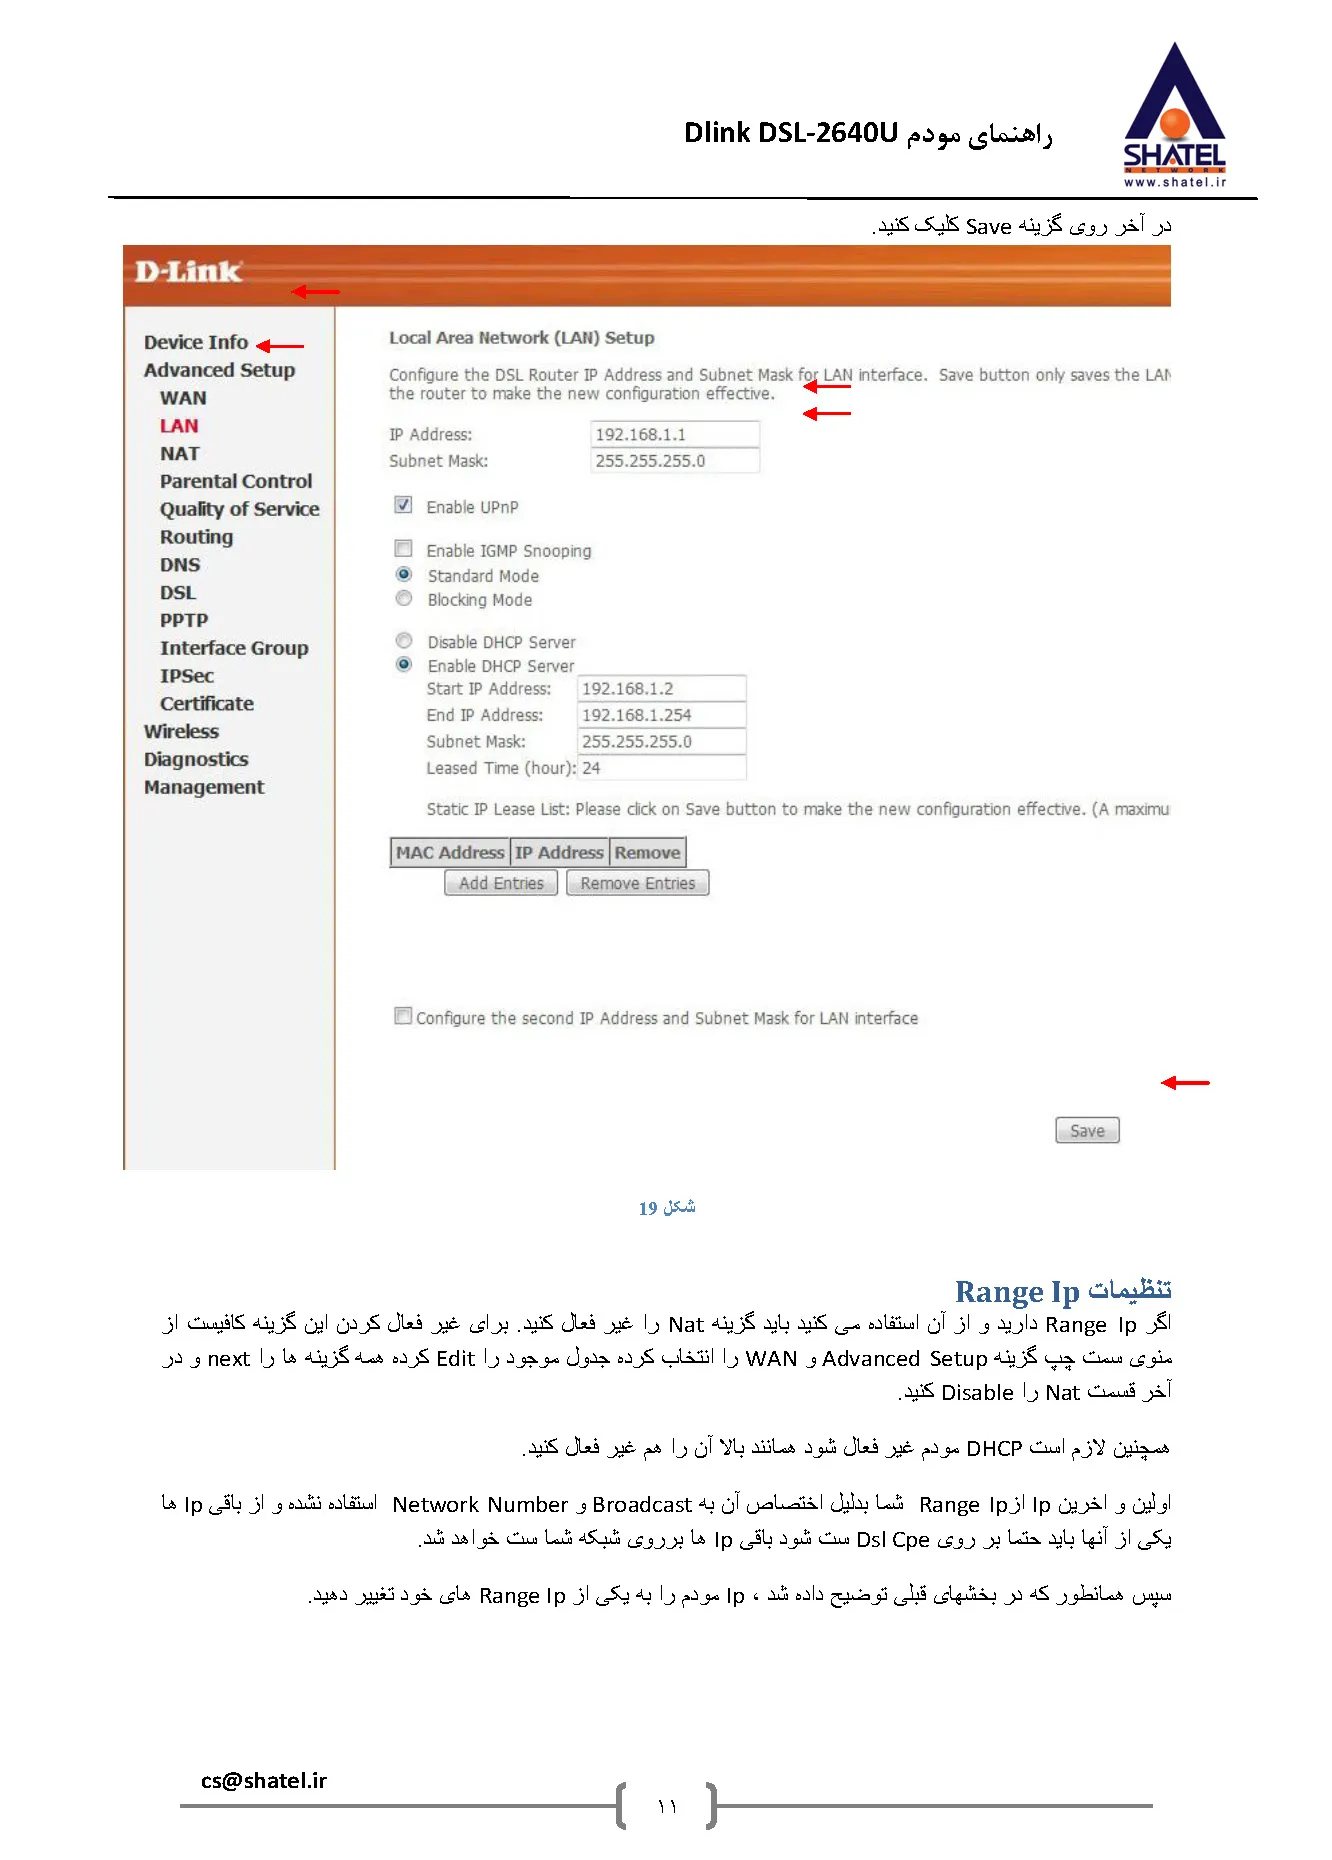 راهنمای مودم Dlink DSL-2640U
SHATEL
NETWORK
www.shatel.ir
در آخر روی گزینه Save کلیک کنید.
D-Link
Device Info
Advanced Setup
WAN
LAN
NAT
Parental Control
Quality of Service
Routing
DNS
DSL
PPTP
Interface Group
IPSec
Certificate
Wireless
Diagnostics
Management
Local Area Network (LAN) Setup
Configure the DSL Router IP Address and Subnet Mask for LAN interface. Save button only saves the LAN
the router to make the new configuration effective.
IP Address: 192.168.1.1
Subnet Mask: 255.255.255.0
Enable UPnP
Enable IGMP Snooping
Standard Mode
Blocking Mode
Disable DHCP Server
Enable DHCP Server
Start IP Address: 192.168.1.2
End IP Address: 192.168.1.254
Subnet Mask: 255.255.255.0
Leased Time (hour): 24
Static IP Lease List: Please click on Save button to make the new configuration effective. (A maximu
MAC Address IP Address Remove
Add Entries Remove Entries
Configure the second IP Address and Subnet Mask for LAN interface
Save
شکل 19
تنظیمات Range Ip
اگر Range Ip دارید و از آن استفاده می کنید باید گزینه Nat را غیر فعال کنید. برای غیر فعال کردن این گزینه کافیست از
منوی سمت چپ گزینه Advanced Setup و WAN را انتخاب کرده جدول موجود را Edit کرده همه گزینه ها را next و در
آخر قسمت Nat را Disable کنید.
همچنین لازم است DHCP مودم غیر فعال شود همانند بالا آن را هم غیر فعال کنید.
اولین و اخرین Ip ازRange Ip شما بدلیل اختصاص آن به Broadcast و Network Number استفاده نشده و از باقی Ip ها
یکی از آنها باید حتما بر روی Dsl Cpe ست شود باقی Ip ها برروی شبکه شما ست خواهد شد.
سپس همانطور که در بخشهای قبلی توضیح داده شد ، Ip مودم را به یکی از Range Ip های خود تغییر دهید.
cs@shatel.ir
۱۱